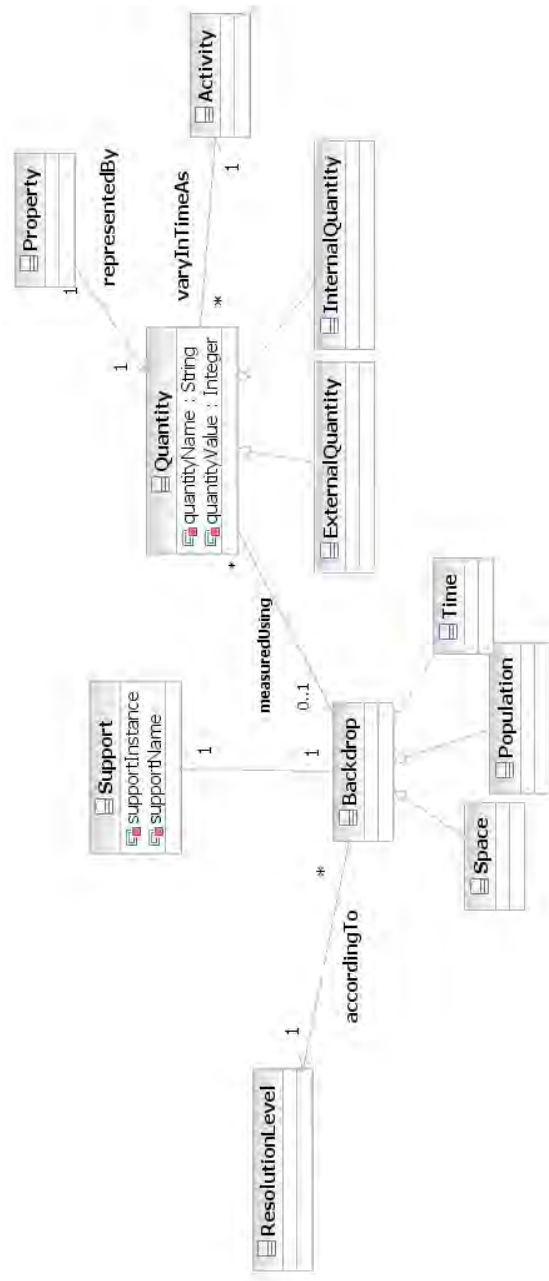 Property
1
representedBy
1
Activity
1
varyInTimeAs
*
Quantity
quantityName : String
quantityValue : Integer
*
InternalQuantity
ExternalQuantity
measuredUsing
0..1
Support
supportInstance
supportName
1
1
Backdrop
*
Time
Population
Space
accordingTo
1
ResolutionLevel